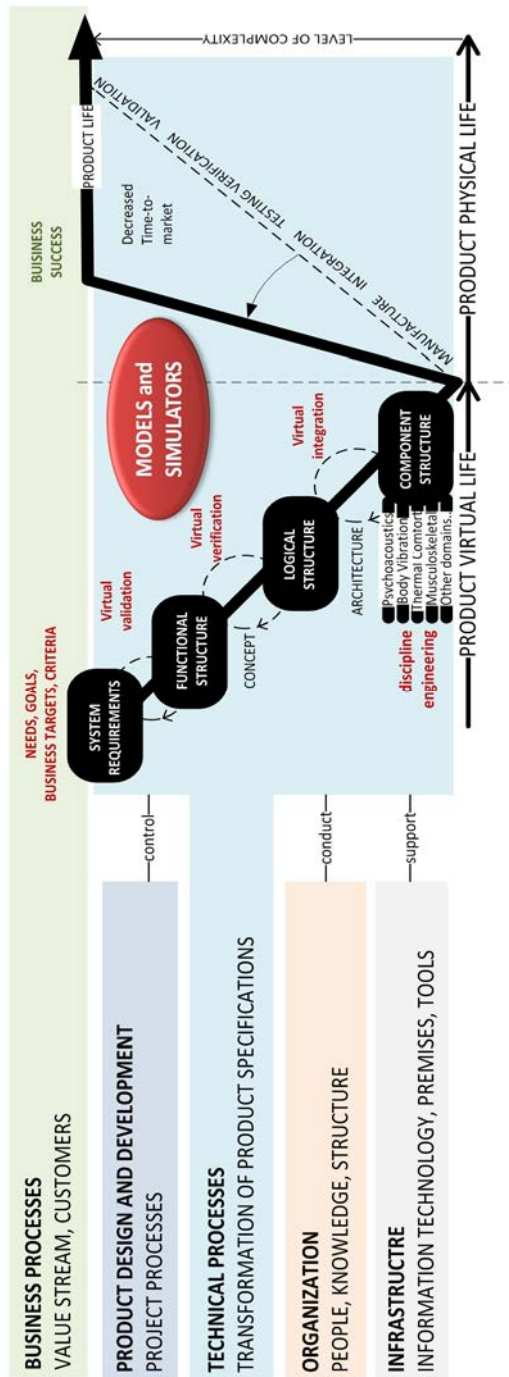 BUISINESS PROCESSES
VALUE STREAM, CUSTOMERS
PRODUCT DESIGN AND DEVELOPMENT
PROJECT PROCESSES
TECHNICAL PROCESSES
TRANSFORMATION OF PRODUCT SPECIFICATIONS
ORGANIZATION
PEOPLE, KNOWLEDGE, STRUCTURE
INFRASTRUCTRE
INFORMATION TECHNOLOGY, PREMISES, TOOLS
control
conduct
support
NEEDS, GOALS,
BUSINESS TARGETS, CRITERIA
SYSTEM
REQUIREMENTS
Virtual
validation
FUNCTIONAL
STRUCTURE
CONCEPT
Virtual
verification
LOGICAL
STRUCTURE
ARCHITECTURE
Virtual
integration
COMPONENT
STRUCTURE
Psychoacoustics
Body Vibration
Thermal Comfort
Musculoskeletal
Other domains...
discipline
engineering
MODELS and
SIMULATORS
BUISINESS
SUCCESS
PRODUCT LIFE
Decreased
Time-to-
market
MANUFACTURE INTEGRATION TESTING VERIFICATION VALIDATION
LEVEL OF COMPLEXITY
PRODUCT VIRTUAL LIFE
PRODUCT PHYSICAL LIFE